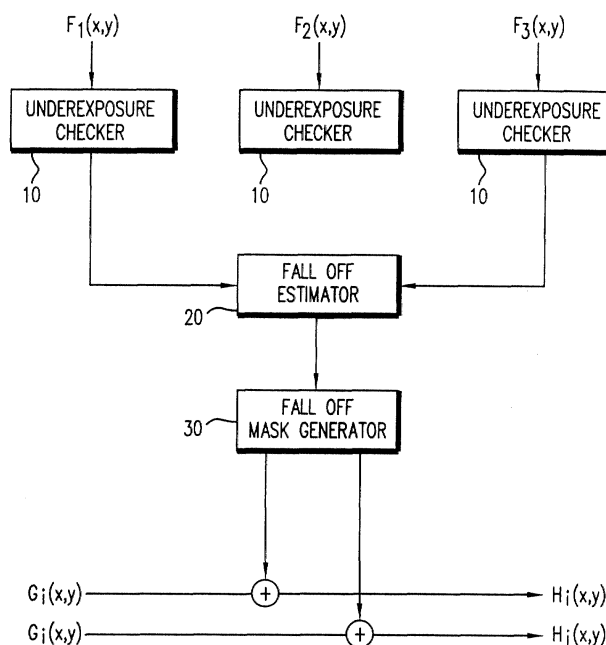 F1(x,y) F2(x,y) F3(x,y)
UNDEREXPOSURE CHECKER UNDEREXPOSURE CHECKER UNDEREXPOSURE CHECKER
10 10 10
FALL OFF
ESTIMATOR
20
FALL OFF
MASK GENERATOR
30
Gi(x,y) + Hi(x,y)
Gi(x,y) + Hi(x,y)